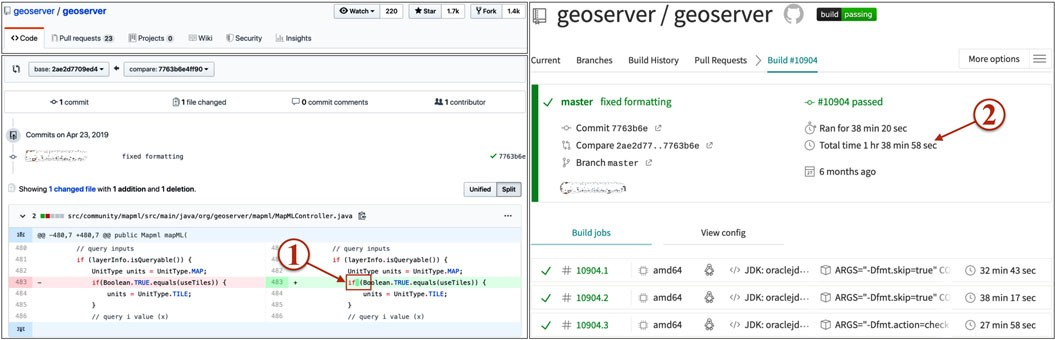 geoserver / geoserver
Watch 220 Star 1.7k Fork 1.4k
Code Pull requests 23 Projects 0 Wiki Security Insights
base: 2ae2d7709ed4 compare: 7763b6e4ff90
1 commit 1 file changed 0 commit comments 1 contributor
Commits on Apr 23, 2019
fixed formatting 7763b6e
Showing 1 changed file with 1 addition and 1 deletion. Unified Split
2 src/community/mapml/src/main/java/org/geoserver/mapml/MapMLController.java
@@ -480,7 +480,7 @@ public Mapml mapML(
480 // query inputs 480 // query inputs
481 if (layerInfo.isQueryable()) { 481 if (layerInfo.isQueryable()) {
482 UnitType units = UnitType.MAP; 482 UnitType units = UnitType.MAP;
483 - if(Boolean.TRUE.equals(useTiles)) { 483 + if (Boolean.TRUE.equals(useTiles)) {
484 units = UnitType.TILE; 484 units = UnitType.TILE;
485 } 485 }
486 // query i value (x) 486 // query i value (x)
1
geoserver / geoserver build passing
Current Branches Build History Pull Requests Build #10904 More options
master fixed formatting #10904 passed
Commit 7763b6e Ran for 38 min 20 sec
Compare 2ae2d77..7763b6e Total time 1 hr 38 min 58 sec
Branch master 6 months ago
2
Build jobs View config
# 10904.1 amd64 </> JDK: oraclejd... ARGS="-Dfmt.skip=true" CO 32 min 43 sec
# 10904.2 amd64 </> JDK: oraclejd... ARGS="-Dfmt.skip=true" CO 38 min 17 sec
# 10904.3 amd64 </> JDK: oraclejd... ARGS="-Dfmt.action=check 27 min 58 sec